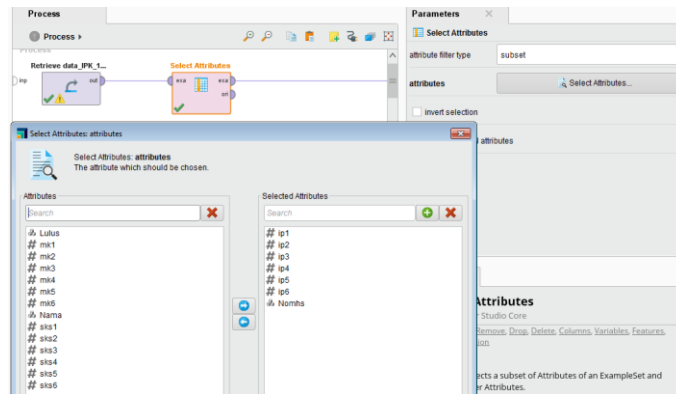 Process
Process
Process
Retrieve data_IPK_1...
Select Attributes
inp
out
exa
exa
ori
Parameters
Select Attributes
attribute filter type
subset
attributes
Select Attributes...
invert selection
attributes
Select Attributes: attributes
Select Attributes: attributes
The attribute which should be chosen.
Attributes
Search
Lulus
mk1
mk2
mk3
mk4
mk5
mk6
Nama
sks1
sks2
sks3
sks4
sks5
sks6
Selected Attributes
Search
ip1
ip2
ip3
ip4
ip5
ip6
Nomhs
Attributes
Studio Core
Remove, Drop, Delete, Columns, Variables, Features,
ects a subset of Attributes of an ExampleSet and
er Attributes.